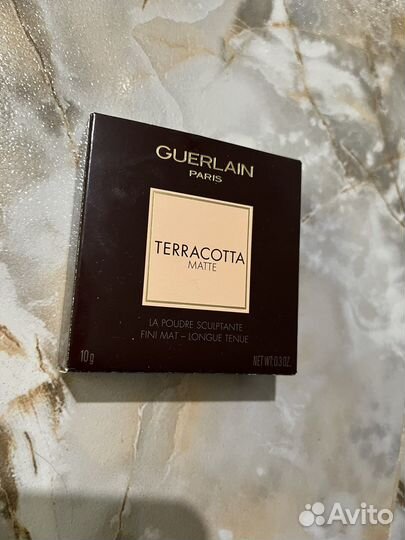 GUERLAIN
PARIS
TERRACOTTA
MATTE
LA POUDRE SCULPTANTE
FINI MAT – LONGUE TENUE
10g
NET WT. 0.3 OZ.
Avito